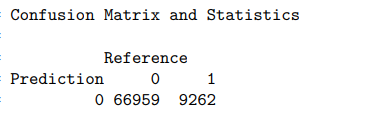 Confusion Matrix and Statistics
Reference
Prediction 0 1
0 66959 9262